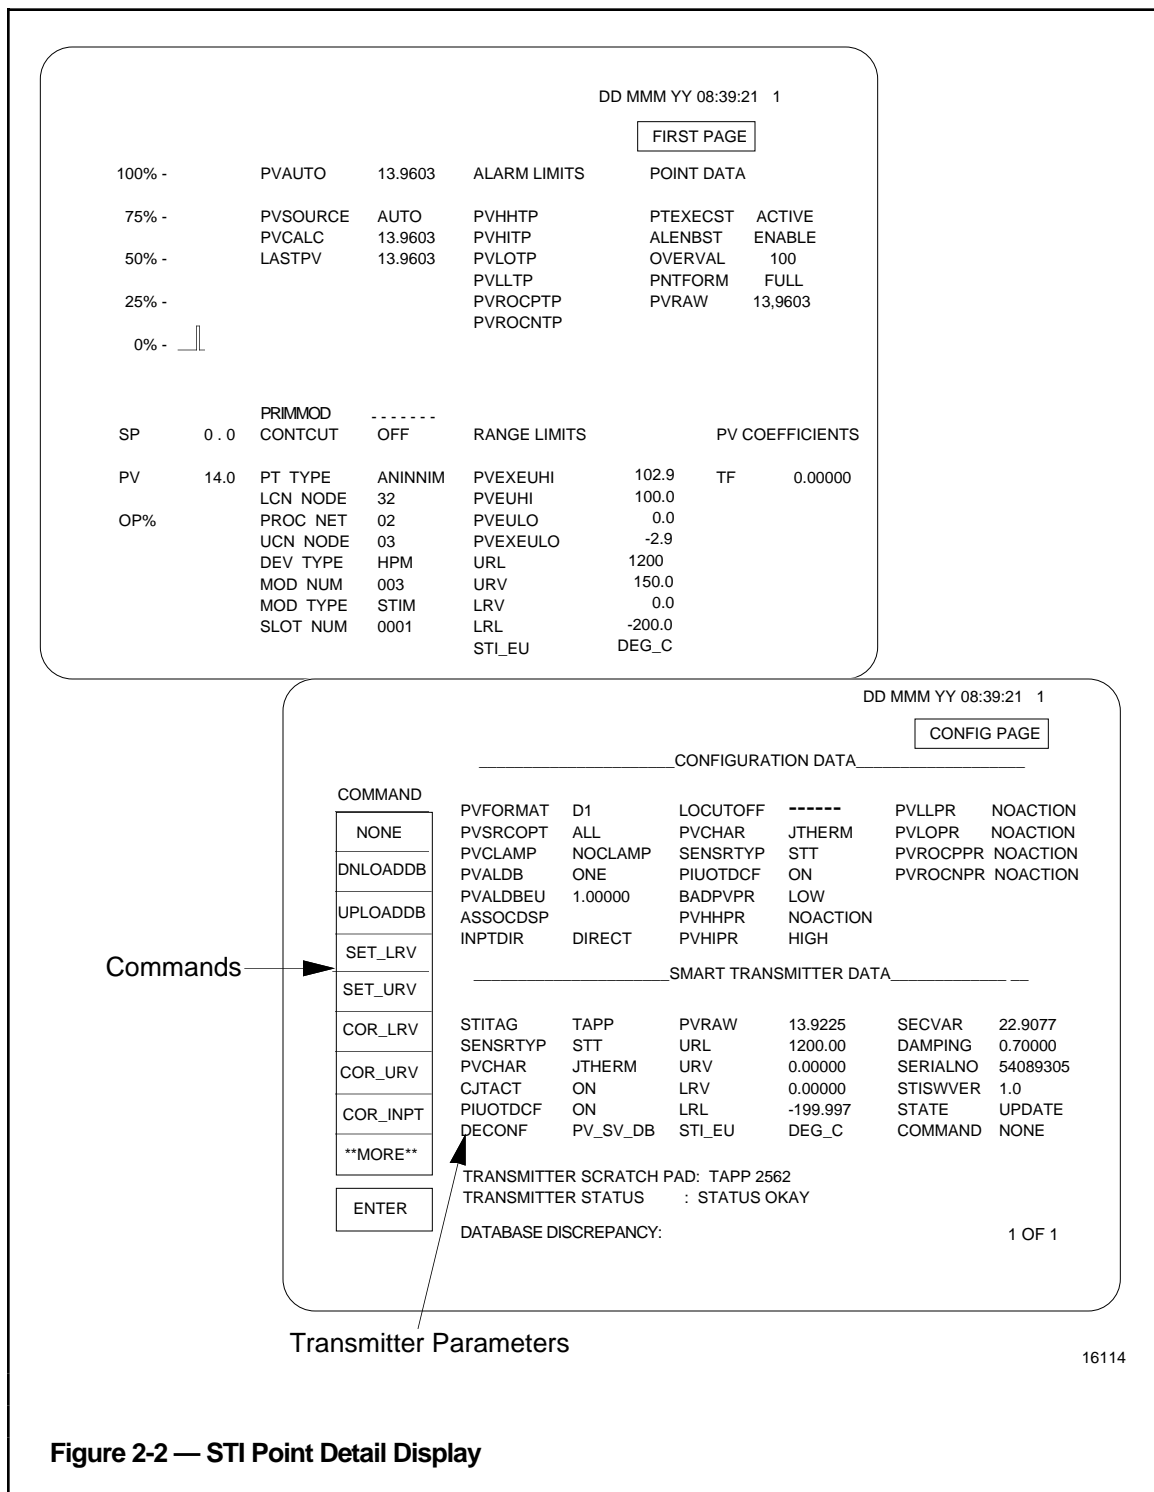 DD MMM YY 08:39:21 1
FIRST PAGE
100% - PVAUTO 13.9603 ALARM LIMITS POINT DATA
75% - PVSOURCE AUTO PVHHTP PTEXECST ACTIVE
PVCALC 13.9603 PVHITP ALENBST ENABLE
50% - LASTPV 13.9603 PVLOTP OVERVAL 100
PVLLTP PNTFORM FULL
25% - PVROCPTP PVRAW 13,9603
PVROCNTP
0% -
PRIMMOD - - - - - - -
SP 0 . 0 CONTCUT OFF RANGE LIMITS PV COEFFICIENTS
PV 14.0 PT TYPE ANINNIM PVEXEUHI 102.9 TF 0.00000
LCN NODE 32 PVEUHI 100.0
OP% PROC NET 02 PVEULO 0.0
UCN NODE 03 PVEXEULO -2.9
DEV TYPE HPM URL 1200
MOD NUM 003 URV 150.0
MOD TYPE STIM LRV 0.0
SLOT NUM 0001 LRL -200.0
STI_EU DEG_C
DD MMM YY 08:39:21 1
CONFIG PAGE
CONFIGURATION DATA
COMMAND
PVFORMAT D1 LOCUTOFF ------ PVLLPR NOACTION
NONE PVSRCOPT ALL PVCHAR JTHERM PVLOPR NOACTION
PVCLAMP NOCLAMP SENSRTYP STT PVROCPPR NOACTION
DNLOADDB PVALDB ONE PIUOTDCF ON PVROCNPR NOACTION
PVALDBEU 1.00000 BADPVPR LOW
UPLOADDB ASSOCDSP PVHHPR NOACTION
INPTDIR DIRECT PVHIPR HIGH
SET_LRV
Commands
SMART TRANSMITTER DATA
SET_URV
STITAG TAPP PVRAW 13.9225 SECVAR 22.9077
COR_LRV
SENSRTYP STT URL 1200.00 DAMPING 0.70000
PVCHAR JTHERM URV 0.00000 SERIALNO 54089305
COR_URV
CJTACT ON LRV 0.00000 STISWVER 1.0
PIUOTDCF ON LRL -199.997 STATE UPDATE
COR_INPT
DECONF PV_SV_DB STI_EU DEG_C COMMAND NONE
**MORE**
TRANSMITTER SCRATCH PAD: TAPP 2562
TRANSMITTER STATUS : STATUS OKAY
ENTER
DATABASE DISCREPANCY: 1 OF 1
Transmitter Parameters
16114
Figure 2-2 — STI Point Detail Display